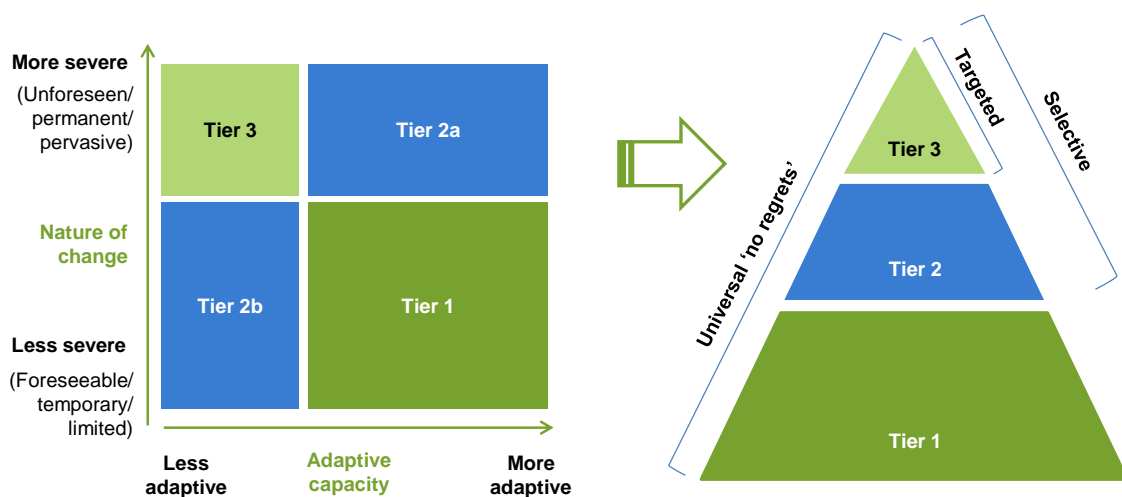 More severe
(Unforeseen/
permanent/
pervasive)
Nature of
change
Less severe
(Foreseeable/
temporary/
limited)
Tier 3
Tier 2a
Tier 2b
Tier 1
Less
adaptive
Adaptive
capacity
More
adaptive
Universal ‘no regrets’
Targeted
Selective
Tier 3
Tier 2
Tier 1